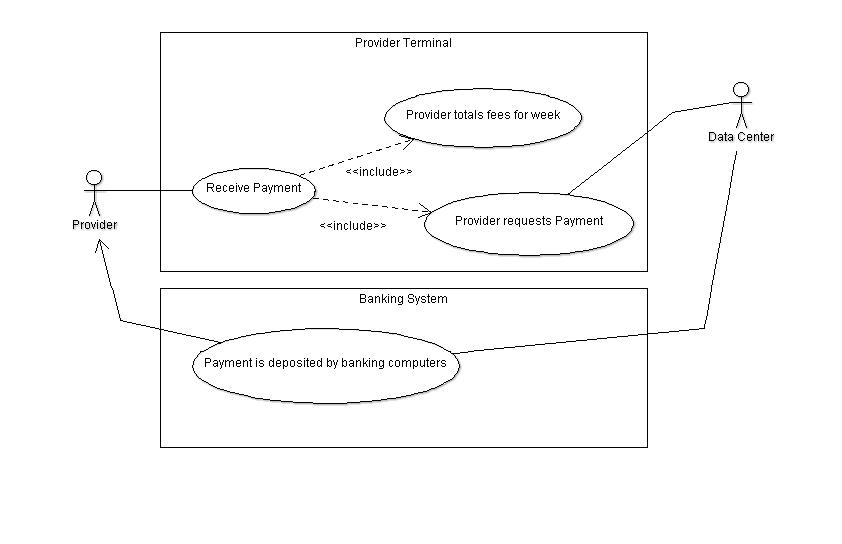 Provider Terminal
Provider totals fees for week
Data Center
<<include>>
Receive Payment
Provider requests Payment
Provider
<<include>>
Banking System
Payment is deposited by banking computers